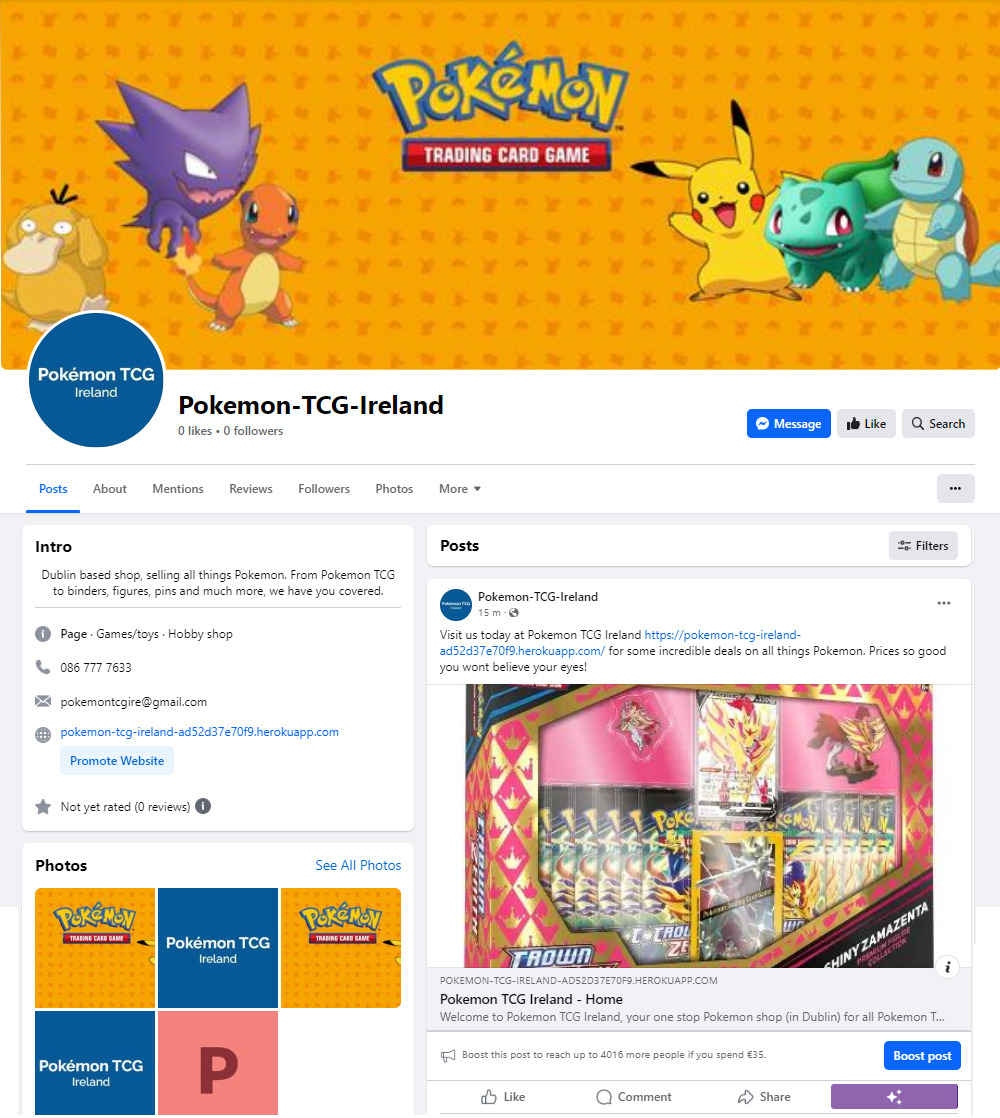 POKéMON
TRADING CARD GAME
Pokémon TCG
Ireland
Pokemon-TCG-Ireland
0 likes • 0 followers
Message
Like
Search
Posts
About
Mentions
Reviews
Followers
Photos
More
Intro
Dublin based shop, selling all things Pokemon. From Pokemon TCG
to binders, figures, pins and much more, we have you covered.
Page · Games/toys · Hobby shop
086 777 7633
pokemontcgire@gmail.com
pokemon-tcg-ireland-ad52d37e70f9.herokuapp.com
Promote Website
Not yet rated (0 reviews)
Photos
See All Photos
POKéMON
TRADING CARD GAME
Pokémon TCG
Ireland
POKéMON
TRADING CARD GAME
Pokémon TCG
Ireland
P
Posts
Filters
Pokemon-TCG-Ireland
15 m ·
Visit us today at Pokemon TCG Ireland https://pokemon-tcg-ireland-
ad52d37e70f9.herokuapp.com/ for some incredible deals on all things Pokemon. Prices so good
you wont believe your eyes!
CROWN
SHINY ZAMAZENTA
PREMIUM FIGURE
COLLECTION
POKEMON-TCG-IRELAND-AD52D37E70F9.HEROKUAPP.COM
Pokemon TCG Ireland - Home
Welcome to Pokemon TCG Ireland, your one stop Pokemon shop (in Dublin) for all Pokemon T...
Boost this post to reach up to 4016 more people if you spend €35.
Boost post
Like
Comment
Share